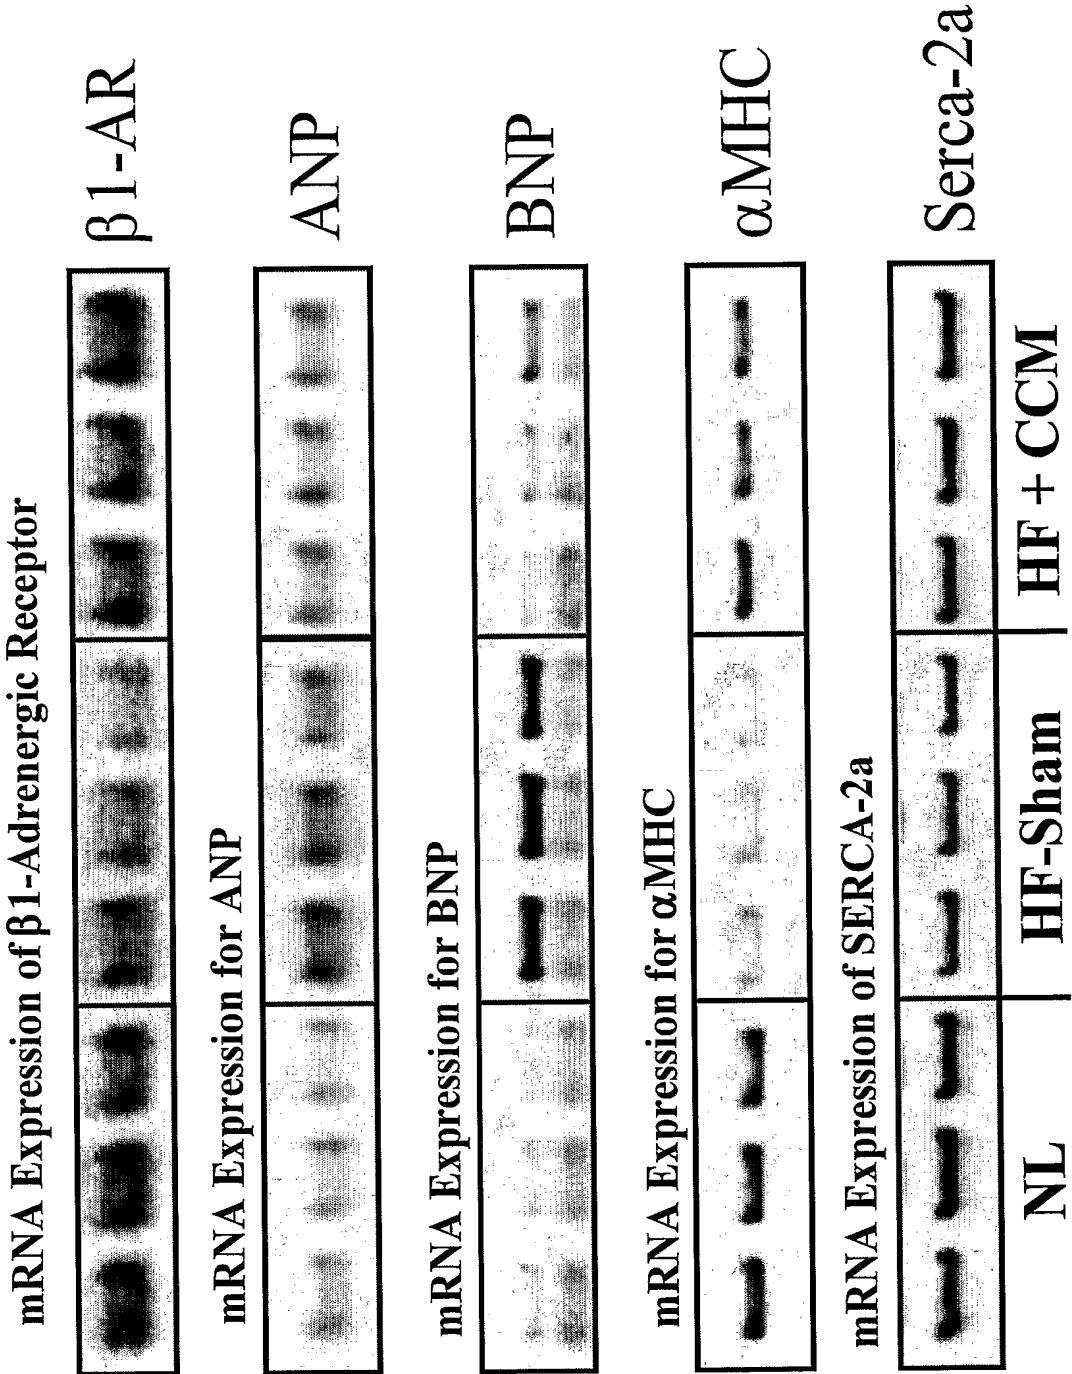 mRNA Expression of β1-Adrenergic Receptor
β1-AR
mRNA Expression for ANP
ANP
mRNA Expression for BNP
BNP
mRNA Expression for αMHC
αMHC
mRNA Expression of SERCA-2a
Serca-2a
NL
HF-Sham
HF + CCM